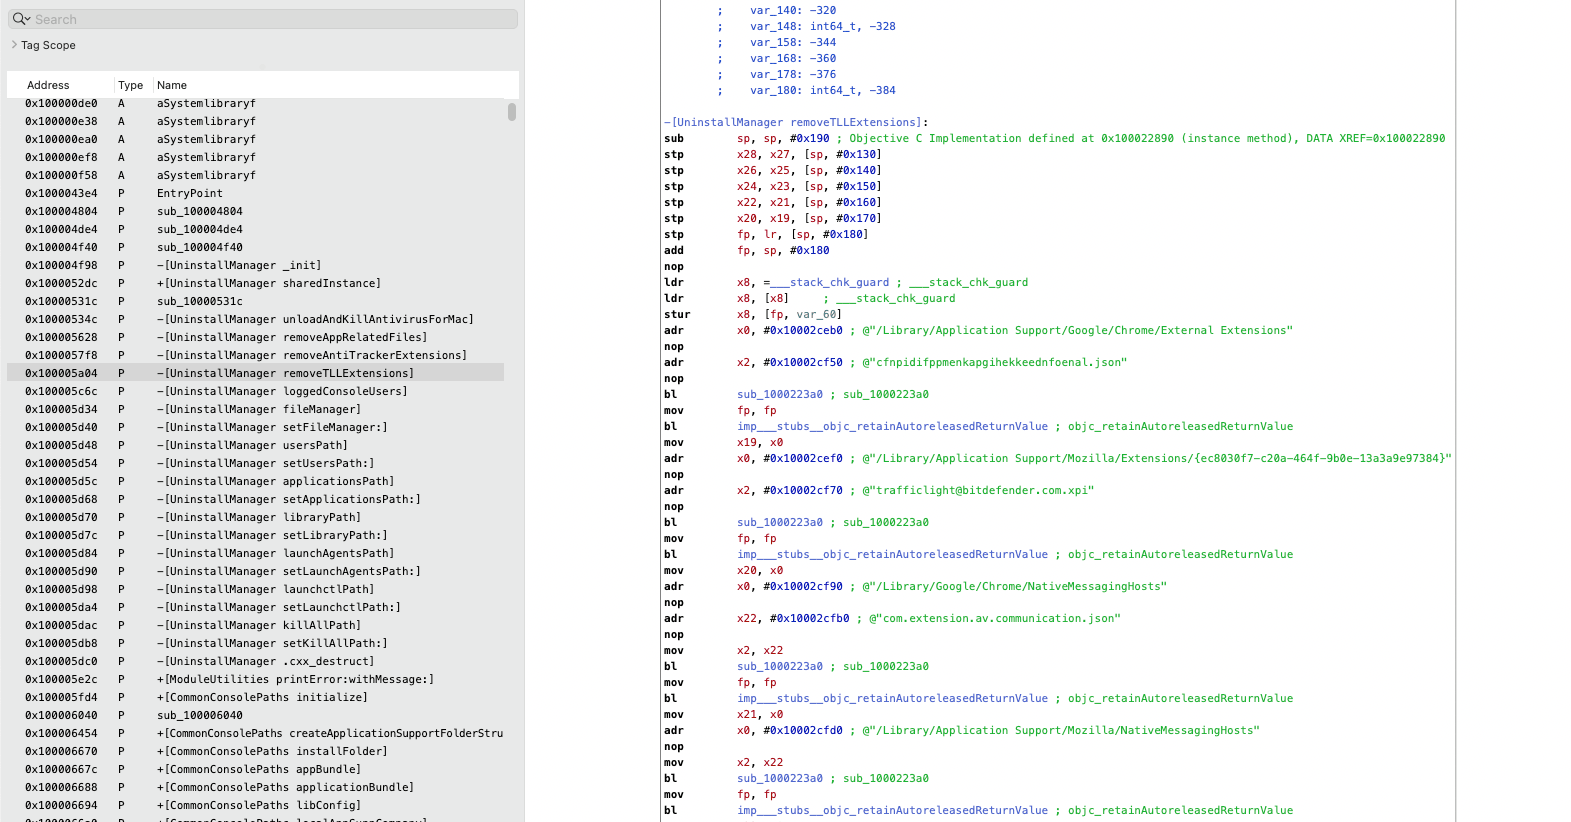 Search
Tag Scope
Address Type Name
0x100000de0 A aSystemlibraryf
0x100000e38 A aSystemlibraryf
0x100000ea0 A aSystemlibraryf
0x100000ef8 A aSystemlibraryf
0x100000f58 A aSystemlibraryf
0x1000043e4 P EntryPoint
0x100004804 P sub_100004804
0x100004de4 P sub_100004de4
0x100004f40 P sub_100004f40
0x100004f98 P -[UninstallManager _init]
0x1000052dc P +[UninstallManager sharedInstance]
0x10000531c P sub_10000531c
0x10000534c P -[UninstallManager unloadAndKillAntivirusForMac]
0x100005628 P -[UninstallManager removeAppRelatedFiles]
0x1000057f8 P -[UninstallManager removeAntiTrackerExtensions]
0x100005a04 P -[UninstallManager removeTLLExtensions]
0x100005c6c P -[UninstallManager loggedConsoleUsers]
0x100005d34 P -[UninstallManager fileManager]
0x100005d40 P -[UninstallManager setFileManager:]
0x100005d48 P -[UninstallManager usersPath]
0x100005d54 P -[UninstallManager setUsersPath:]
0x100005d5c P -[UninstallManager applicationsPath]
0x100005d68 P -[UninstallManager setApplicationsPath:]
0x100005d70 P -[UninstallManager libraryPath]
0x100005d7c P -[UninstallManager setLibraryPath:]
0x100005d84 P -[UninstallManager launchAgentsPath]
0x100005d90 P -[UninstallManager setLaunchAgentsPath:]
0x100005d98 P -[UninstallManager launchctlPath]
0x100005da4 P -[UninstallManager setLaunchctlPath:]
0x100005dac P -[UninstallManager killAllPath]
0x100005db8 P -[UninstallManager setKillAllPath:]
0x100005dc0 P -[UninstallManager .cxx_destruct]
0x100005e2c P +[ModuleUtilities printError:withMessage:]
0x100005fd4 P +[CommonConsolePaths initialize]
0x100006040 P sub_100006040
0x100006454 P +[CommonConsolePaths createApplicationSupportFolderStru
0x100006670 P +[CommonConsolePaths installFolder]
0x10000667c P +[CommonConsolePaths appBundle]
0x100006688 P +[CommonConsolePaths applicationBundle]
0x100006694 P +[CommonConsolePaths libConfig]
; var_140: -320
; var_148: int64_t, -328
; var_158: -344
; var_168: -360
; var_178: -376
; var_180: int64_t, -384
-[UninstallManager removeTLLExtensions]:
sub sp, sp, #0x190 ; Objective C Implementation defined at 0x100022890 (instance method), DATA XREF=0x100022890
stp x28, x27, [sp, #0x130]
stp x26, x25, [sp, #0x140]
stp x24, x23, [sp, #0x150]
stp x22, x21, [sp, #0x160]
stp x20, x19, [sp, #0x170]
stp fp, lr, [sp, #0x180]
add fp, sp, #0x180
nop
ldr x8, =___stack_chk_guard ; ___stack_chk_guard
ldr x8, [x8] ; ___stack_chk_guard
stur x8, [fp, var_60]
adr x0, #0x10002ceb0 ; @"/Library/Application Support/Google/Chrome/External Extensions"
nop
adr x2, #0x10002cf50 ; @"cfnpidifppmenkapgihekkeednfoenal.json"
nop
bl sub_1000223a0 ; sub_1000223a0
mov fp, fp
bl imp___stubs__objc_retainAutoreleasedReturnValue ; objc_retainAutoreleasedReturnValue
mov x19, x0
adr x0, #0x10002cef0 ; @"/Library/Application Support/Mozilla/Extensions/{ec8030f7-c20a-464f-9b0e-13a3a9e97384}"
nop
adr x2, #0x10002cf70 ; @"trafficlight@bitdefender.com.xpi"
nop
bl sub_1000223a0 ; sub_1000223a0
mov fp, fp
bl imp___stubs__objc_retainAutoreleasedReturnValue ; objc_retainAutoreleasedReturnValue
mov x20, x0
adr x0, #0x10002cf90 ; @"/Library/Google/Chrome/NativeMessagingHosts"
nop
adr x22, #0x10002cfb0 ; @"com.extension.av.communication.json"
nop
mov x2, x22
bl sub_1000223a0 ; sub_1000223a0
mov fp, fp
bl imp___stubs__objc_retainAutoreleasedReturnValue ; objc_retainAutoreleasedReturnValue
mov x21, x0
adr x0, #0x10002cfd0 ; @"/Library/Application Support/Mozilla/NativeMessagingHosts"
nop
mov x2, x22
bl sub_1000223a0 ; sub_1000223a0
mov fp, fp
bl imp___stubs__objc_retainAutoreleasedReturnValue ; objc_retainAutoreleasedReturnValue